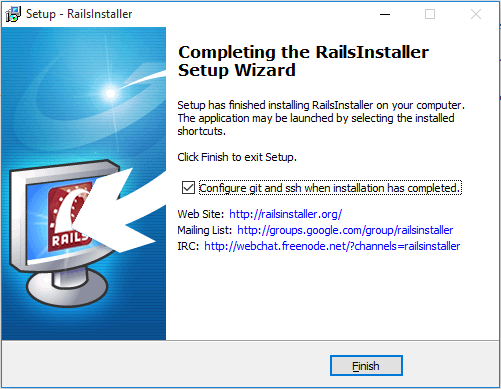 Setup - RailsInstaller
Completing the RailsInstaller
Setup Wizard
Setup has finished installing RailsInstaller on your computer.
The application may be launched by selecting the installed
shortcuts.
Click Finish to exit Setup.
Configure git and ssh when installation has completed.
Web Site: http://railsinstaller.org/
Mailing List: http://groups.google.com/group/railsinstaller
IRC: http://webchat.freenode.net/?channels=railsinstaller
RAILS
Finish